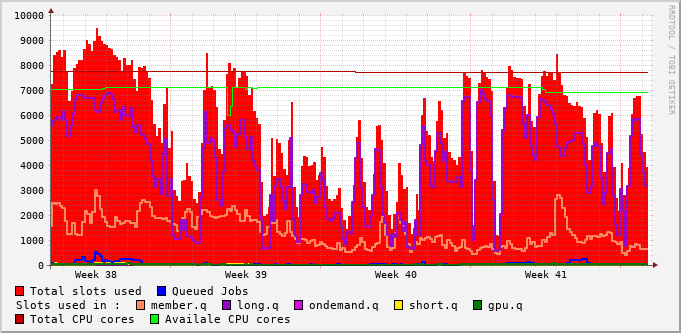 10000
9000
8000
7000
6000
5000
4000
3000
2000
1000
0
Week 38 Week 39 Week 40 Week 41
Total slots used Queued Jobs
Slots used in : member.q long.q ondemand.q short.q gpu.q
Total CPU cores Availale CPU cores
RRDTOOL / TOBI OETIKER